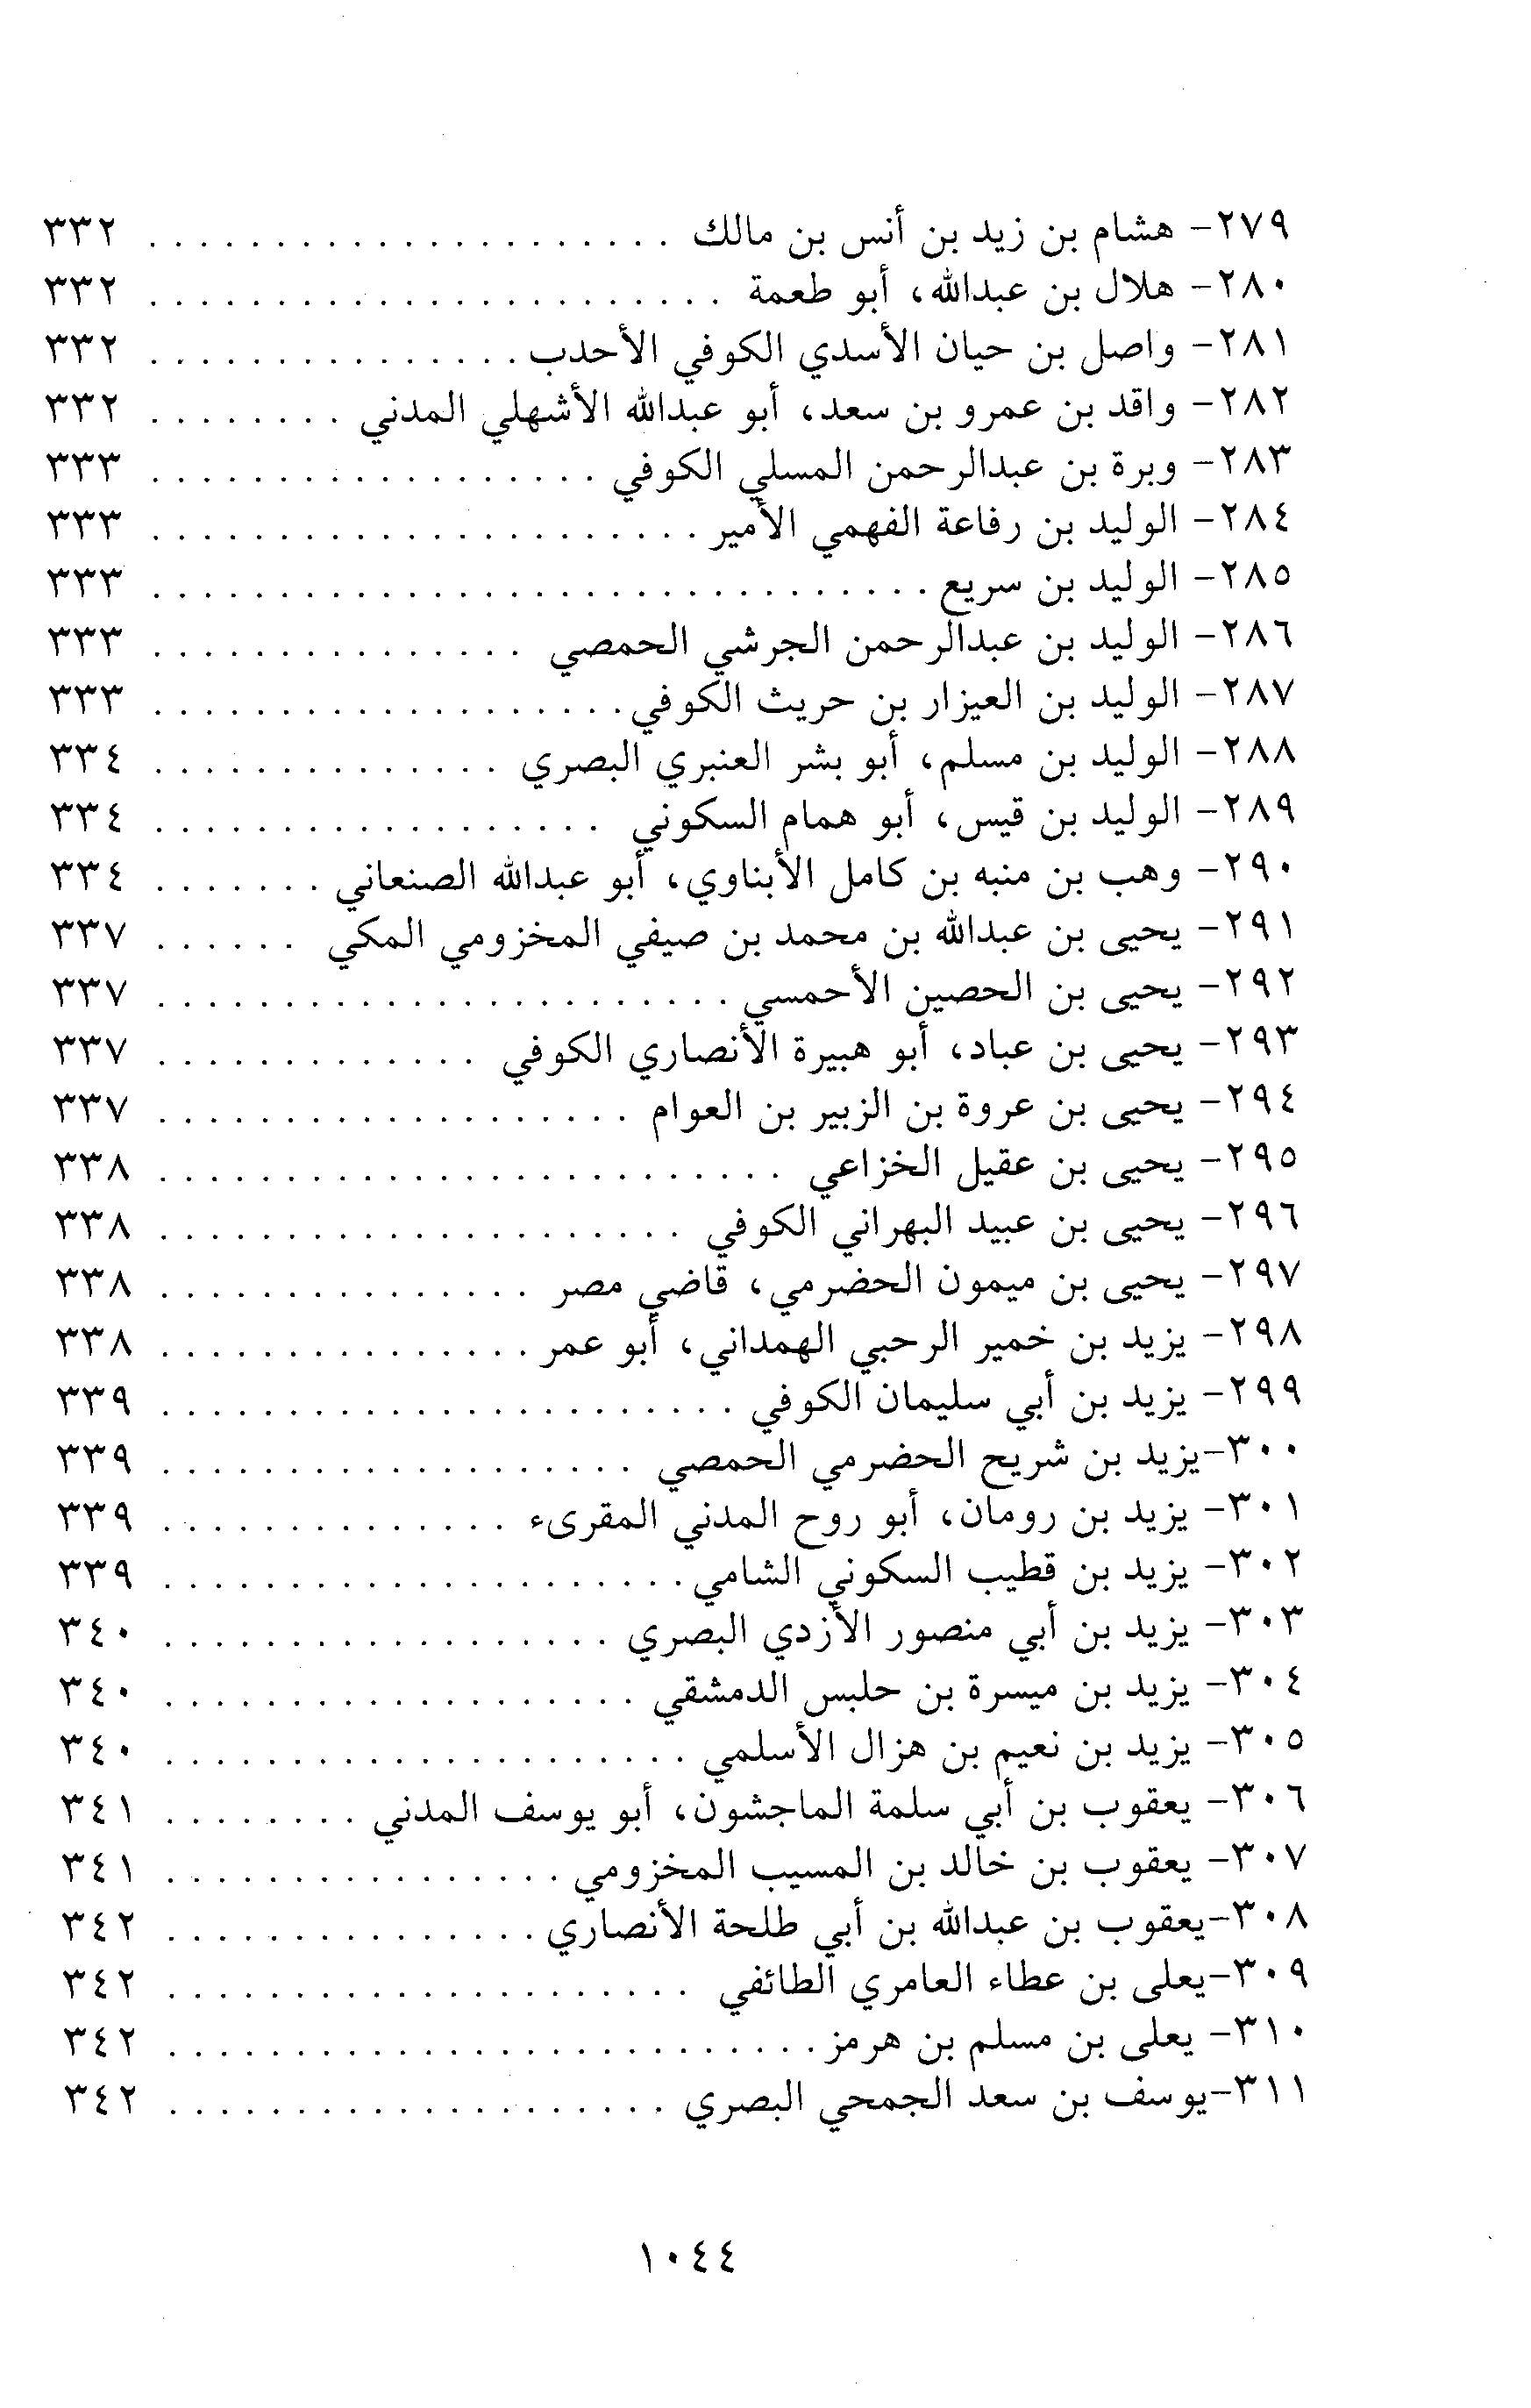 ٢٧٩- هشام بن زيد بن أنس بن مالك . . . . . . . . . . . . . . . . . . . . . ٣٣٢
٢٨٠- هلال بن عبدالله، أبو طعمة . . . . . . . . . . . . . . . . . . . . . . . ٣٣٢
٢٨١- واصل بن حيان الأسدي الكوفي الأحدب . . . . . . . . . . . . . . . ٣٣٢
٢٨٢- واقد بن عمرو بن سعد، أبو عبدالله الأشهلي المدني . . . . . . . . ٣٣٢
٢٨٣- وبرة بن عبدالرحمن المسلي الكوفي . . . . . . . . . . . . . . . . . . ٣٣٣
٢٨٤- الوليد بن رفاعة الفهمي الأمير . . . . . . . . . . . . . . . . . . . . . . ٣٣٣
٢٨٥- الوليد بن سريع . . . . . . . . . . . . . . . . . . . . . . . . . . . . . . . ٣٣٣
٢٨٦- الوليد بن عبدالرحمن الجرشي الحمصي . . . . . . . . . . . . . . . ٣٣٣
٢٨٧- الوليد بن العيزار بن حريث الكوفي . . . . . . . . . . . . . . . . . . . ٣٣٣
٢٨٨- الوليد بن مسلم، أبو بشر العنبري البصري . . . . . . . . . . . . . . ٣٣٤
٢٨٩- الوليد بن قيس، أبو همام السكوني . . . . . . . . . . . . . . . . . . ٣٣٤
٢٩٠- وهب بن منبه بن كامل الأبناوي، أبو عبدالله الصنعاني . . . . . . . ٣٣٤
٢٩١- يحيى بن عبدالله بن محمد بن صيفي المخزومي المكي . . . . . . ٣٣٧
٢٩٢- يحيى بن الحصين الأحمسي . . . . . . . . . . . . . . . . . . . . . . . ٣٣٧
٢٩٣- يحيى بن عباد، أبو هبيرة الأنصاري الكوفي . . . . . . . . . . . . . ٣٣٧
٢٩٤- يحيى بن عروة بن الزبير بن العوام . . . . . . . . . . . . . . . . . . . ٣٣٧
٢٩٥- يحيى بن عقيل الخزاعي . . . . . . . . . . . . . . . . . . . . . . . . . ٣٣٨
٢٩٦- يحيى بن عبيد البهراني الكوفي . . . . . . . . . . . . . . . . . . . . . ٣٣٨
٢٩٧- يحيى بن ميمون الحضرمي، قاضي مصر . . . . . . . . . . . . . . . ٣٣٨
٢٩٨- يزيد بن خمير الرحبي الهمداني، أبو عمر . . . . . . . . . . . . . . . ٣٣٨
٢٩٩- يزيد بن أبي سليمان الكوفي . . . . . . . . . . . . . . . . . . . . . . . ٣٣٩
٣٠٠-يزيد بن شريح الحضرمي الحمصي . . . . . . . . . . . . . . . . . . . ٣٣٩
٣٠١- يزيد بن رومان، أبو روح المدني المقرىء . . . . . . . . . . . . . . ٣٣٩
٣٠٢- يزيد بن قطيب السكوني الشامي . . . . . . . . . . . . . . . . . . . . . ٣٣٩
٣٠٣- يزيد بن أبي منصور الأزدي البصري . . . . . . . . . . . . . . . . . . ٣٤٠
٣٠٤- يزيد بن ميسرة بن حلبس الدمشقي . . . . . . . . . . . . . . . . . . . ٣٤٠
٣٠٥- يزيد بن نعيم بن هزال الأسلمي . . . . . . . . . . . . . . . . . . . . . ٣٤٠
٣٠٦- يعقوب بن أبي سلمة الماجشون، أبو يوسف المدني . . . . . . . . ٣٤١
٣٠٧- يعقوب بن خالد بن المسيب المخزومي . . . . . . . . . . . . . . . . ٣٤١
٣٠٨-يعقوب بن عبدالله بن أبي طلحة الأنصاري . . . . . . . . . . . . . . . ٣٤٢
٣٠٩-يعلى بن عطاء العامري الطائفي . . . . . . . . . . . . . . . . . . . . . ٣٤٢
٣١٠- يعلى بن مسلم بن هرمز . . . . . . . . . . . . . . . . . . . . . . . . . . ٣٤٢
٣١١-يوسف بن سعد الجمحي البصري . . . . . . . . . . . . . . . . . . . . ٣٤٢
١٠٤٤